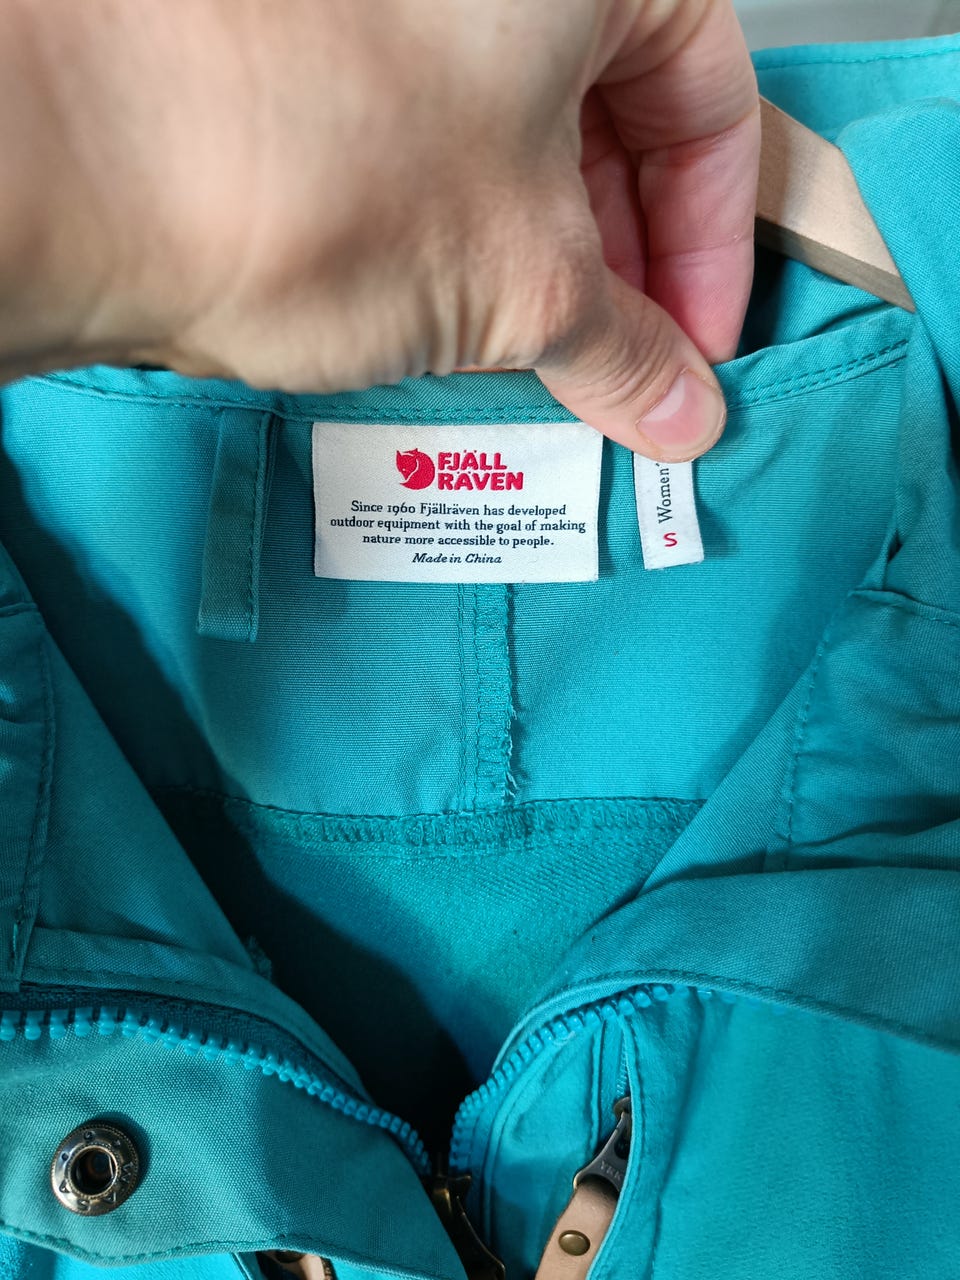 FJÄLL
RÄVEN
Since 1960 Fjällräven has developed
outdoor equipment with the goal of making
nature more accessible to people.
Made in China
Women'
S
YKK